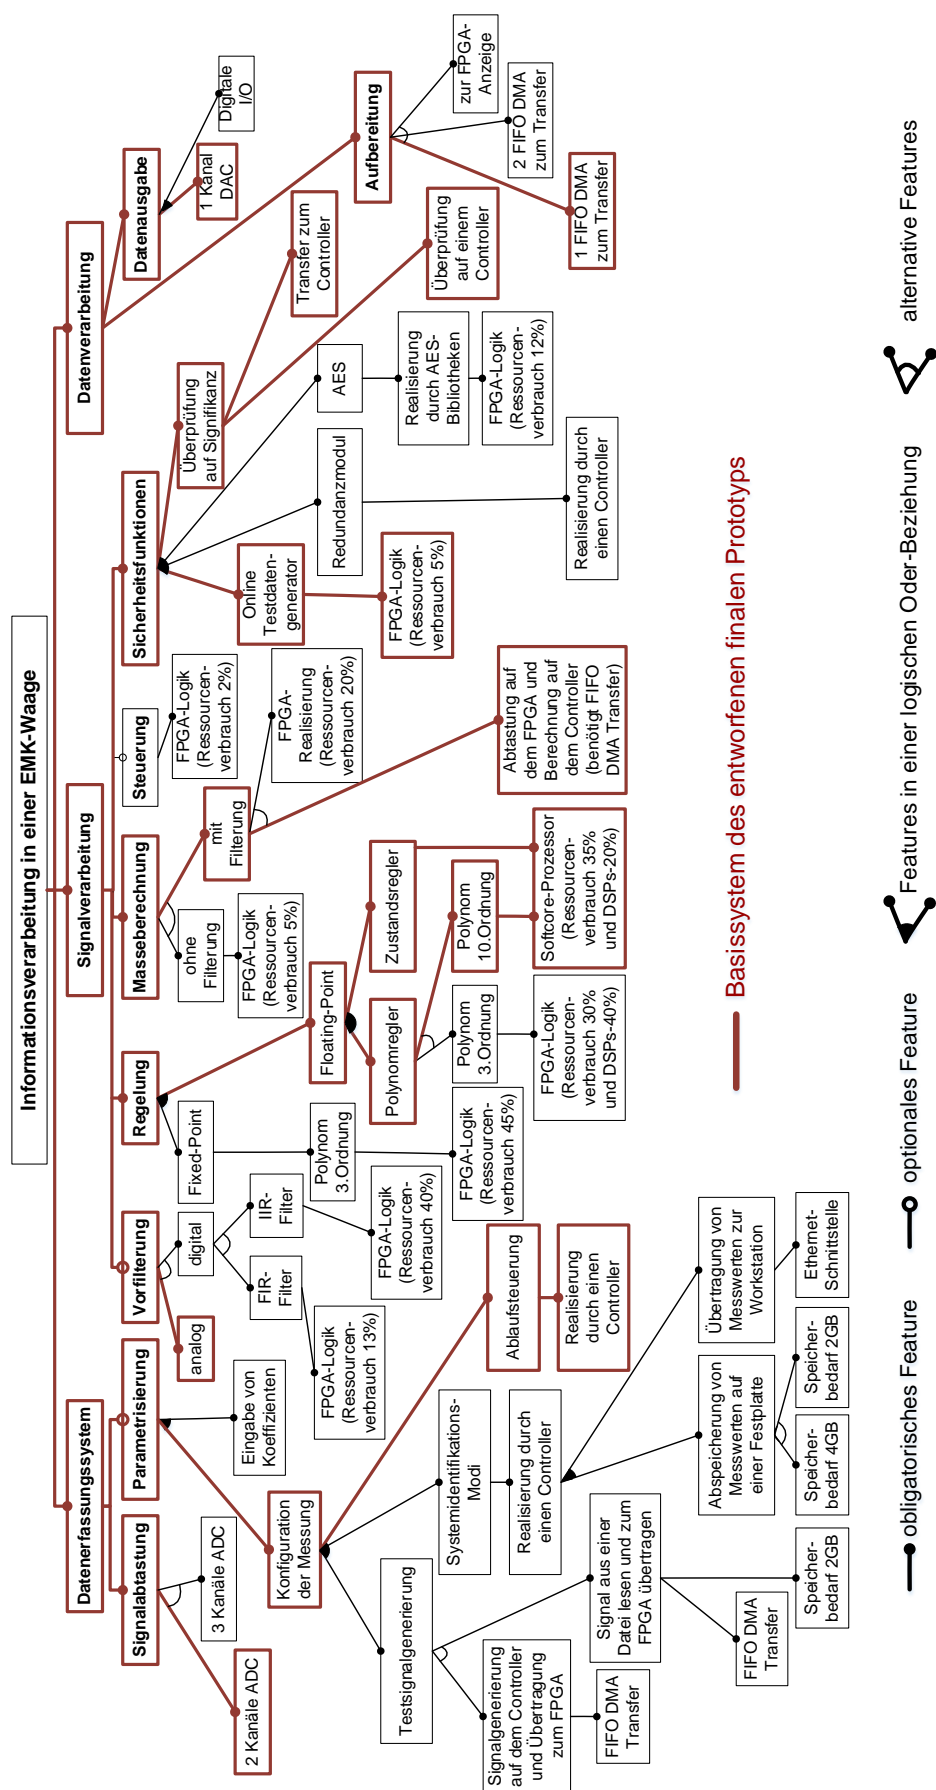 Informationsverarbeitung in einer EMK-Waage
Datenerfassungssystem
Signalverarbeitung
Datenverarbeitung
Signalabtastung
Parametrisierung
Vorfilterung
Regelung
Masseberechnung
Steuerung
Sicherheitsfunktionen
Datenausgabe
Aufbereitung
2 Kanäle ADC
3 Kanäle ADC
Konfiguration
der Messung
Eingabe von
Koeffizienten
analog
digital
FIR-
Filter
IIR-
Filter
FPGA-Logik
(Ressourcen-
verbrauch 13%)
FPGA-Logik
(Ressourcen-
verbrauch 40%)
Fixed-Point
Polynom
3.Ordnung
FPGA-Logik
(Ressourcen-
verbrauch 45%)
Floating-Point
Polynomregler
Zustandsregler
Polynom
3.Ordnung
Polynom
10.Ordnung
FPGA-Logik
(Ressourcen-
verbrauch 30%
und DSPs-40%)
Softcore-Prozessor
(Ressourcen-
verbrauch 35%
und DSPs-20%)
ohne
Filterung
FPGA-Logik
(Ressourcen-
verbrauch 5%)
mit
Filterung
FPGA-
Realisierung
(Ressourcen-
verbrauch 20%)
Abtastung auf
dem FPGA und
Berechnung auf
dem Controller
(benötigt FIFO
DMA Transfer)
FPGA-Logik
(Ressourcen-
verbrauch 2%)
Online
Testdaten-
generator
FPGA-Logik
(Ressourcen-
verbrauch 5%)
Redundanzmodul
Realisierung durch
einen Controller
AES
Realisierung
durch AES-
Bibliotheken
FPGA-Logik
(Ressourcen-
verbrauch 12%)
Überprüfung
auf Signifikanz
Transfer zum
Controller
Überprüfung
auf einem
Controller
1 Kanal
DAC
Digitale
I/O
1 FIFO DMA
zum Transfer
2 FIFO DMA
zum Transfer
zur FPGA-
Anzeige
Testsignalgenerierung
Signalgenerierung
auf dem Controller
und Übertragung
zum FPGA
FIFO DMA
Transfer
Signal aus einer
Datei lesen und zum
FPGA übertragen
FIFO DMA
Transfer
Speicher-
bedarf 2GB
Systemidentifikations-
Modi
Realisierung durch
einen Controller
Abspeicherung von
Messwerten auf
einer Festplatte
Speicher-
bedarf 4GB
Speicher-
bedarf 2GB
Übertragung von
Messwerten zur
Workstation
Ethernet-
Schnittstelle
Ablaufsteuerung
Realisierung
durch einen
Controller
Basissystem des entworfenen finalen Prototyps
obligatorisches Feature
optionales Feature
Features in einer logischen Oder-Beziehung
alternative Features